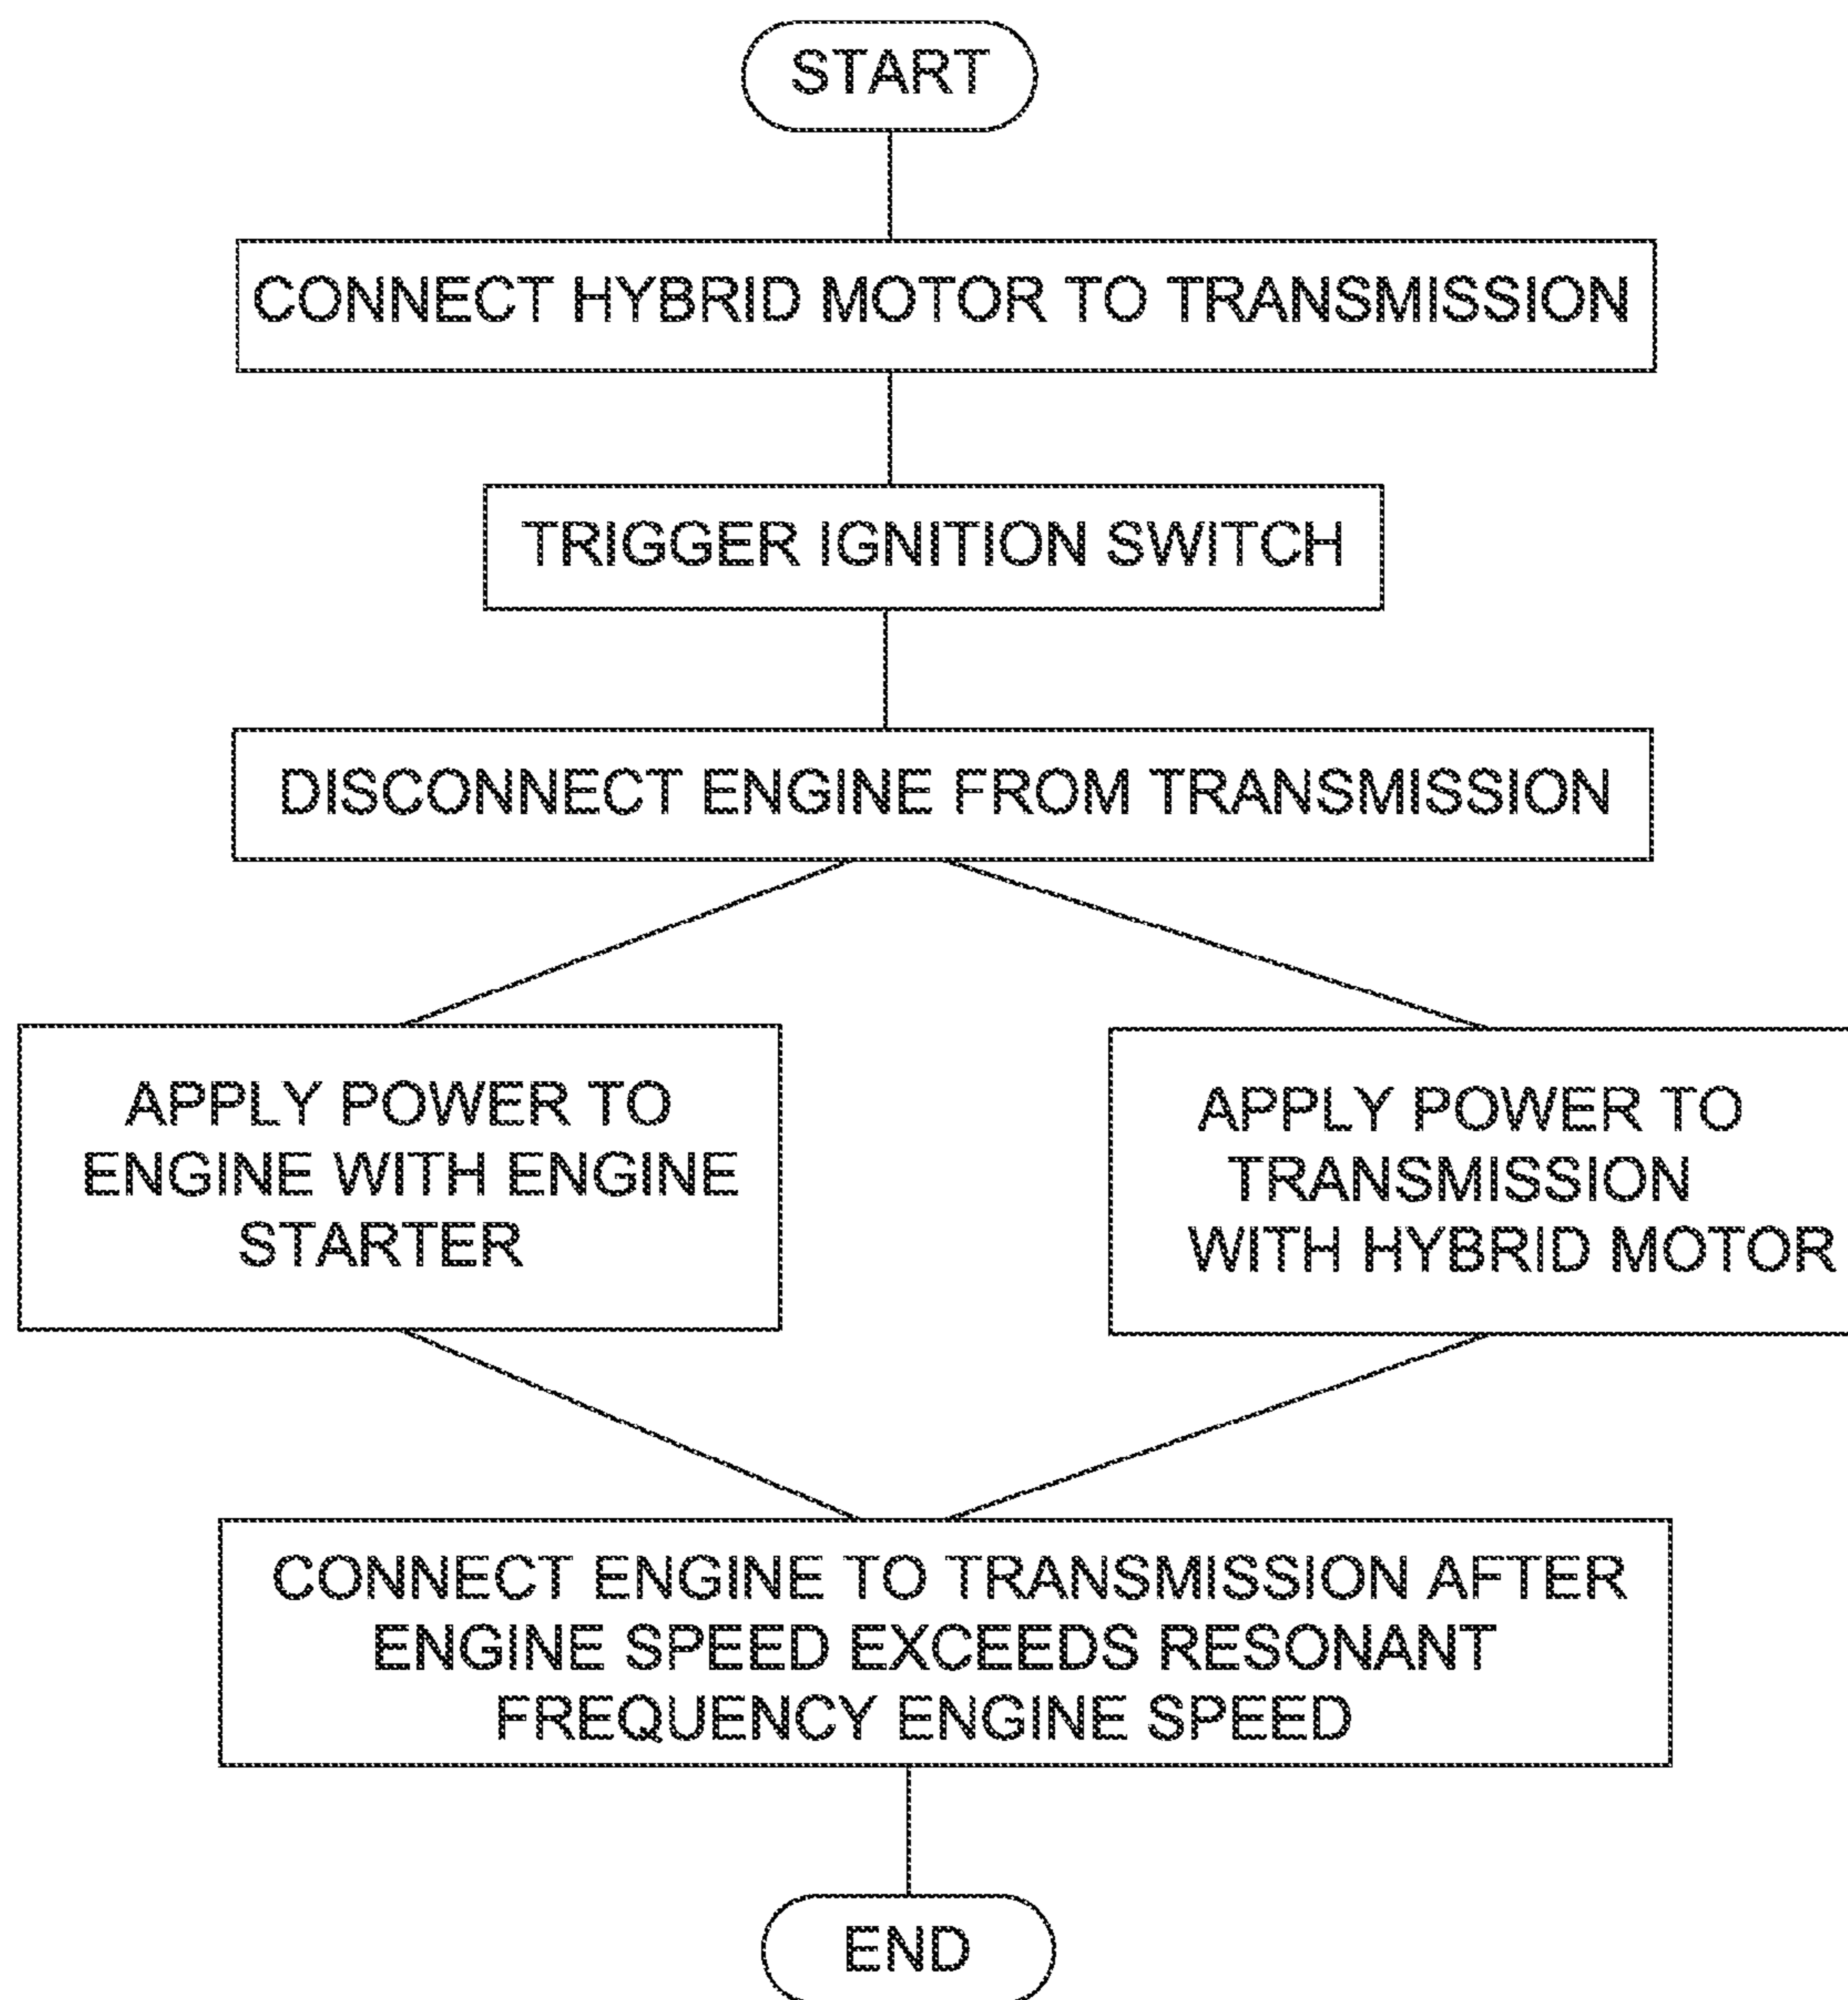 START
CONNECT HYBRID MOTOR TO TRANSMISSION
TRIGGER IGNITION SWITCH
DISCONNECT ENGINE FROM TRANSMISSION
APPLY POWER TO
ENGINE WITH ENGINE
STARTER
APPLY POWER TO
TRANSMISSION
WITH HYBRID MOTOR
CONNECT ENGINE TO TRANSMISSION AFTER
ENGINE SPEED EXCEEDS RESONANT
FREQUENCY ENGINE SPEED
END